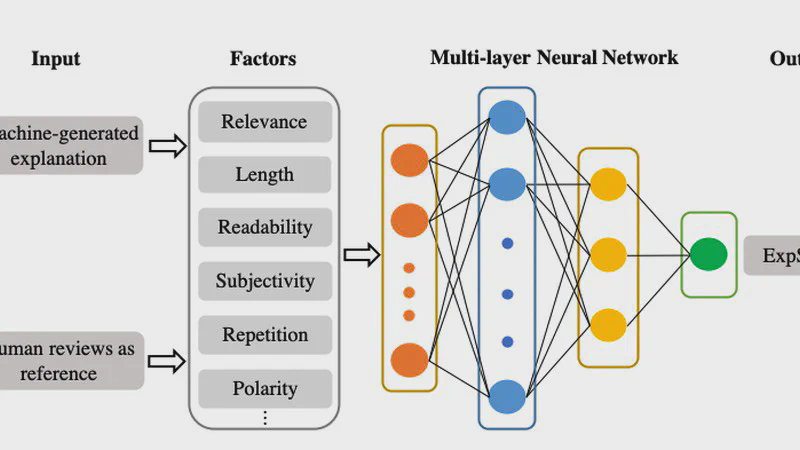 Input
Factors
Multi-layer Neural Network
achine-generated
explanation
uman reviews as
reference
Relevance
Length
Readability
Subjectivity
Repetition
Polarity
Out
ExpS